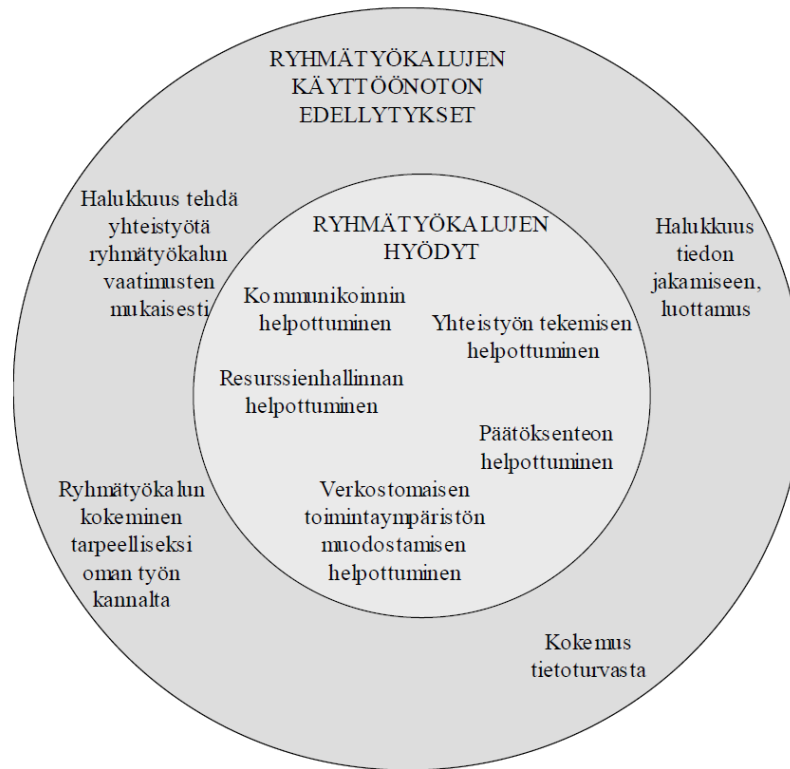 RYHMÄTYÖKALUJEN
KÄYTTÖÖNOTON
EDELLYTYKSET
Halukkuus tehdä
yhteistyötä
ryhmätyökalun
vaatimusten
mukaisesti
RYHMÄTYÖKALUJEN
HYÖDYT
Halukkuus
tiedon
jakamiseen,
luottamus
Kommunikoinnin
helpottuminen
Yhteistyön tekemisen
helpottuminen
Resurssienhallinnan
helpottuminen
Päätöksenteon
helpottuminen
Ryhmätyökalun
kokeminen
tarpeelliseksi
oman työn
kannalta
Verkostomaisen
toimintaympäristön
muodostamisen
helpottuminen
Kokemus
tietoturvasta